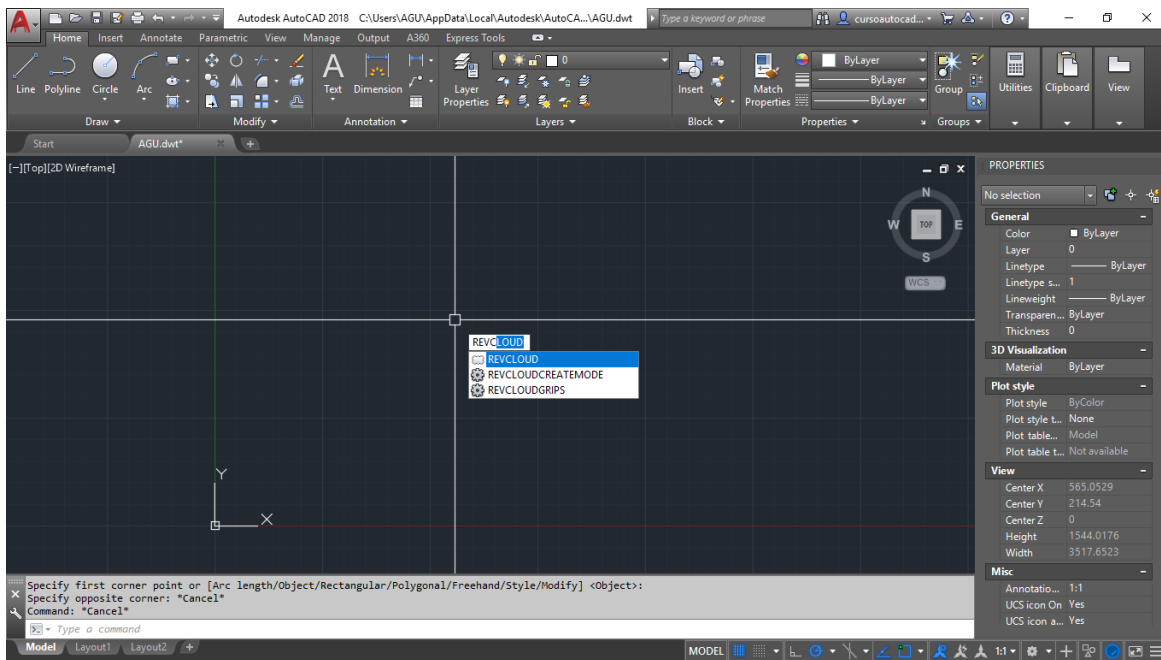 Autodesk AutoCAD 2018 C:\Users\AGU\AppData\Local\Autodesk\AutoCA...\AGU.dwt
Type a keyword or phrase
cursoautocad...
Home Insert Annotate Parametric View Manage Output A360 Express Tools
Line Polyline Circle Arc
Text Dimension
Layer Properties
0
Insert
Match Properties
ByLayer
ByLayer
ByLayer
Group
Utilities Clipboard View
Draw Modify Annotation Layers Block Properties Groups
Start AGU.dwt*
[−][Top][2D Wireframe]
N
W TOP E
S
WCS
REVCLOUD
REVCLOUD
REVCLOUDCREATEMODE
REVCLOUDGRIPS
Y
X
PROPERTIES
No selection
General
Color ByLayer
Layer 0
Linetype ByLayer
Linetype s... 1
Lineweight ByLayer
Transparen... ByLayer
Thickness 0
3D Visualization
Material ByLayer
Plot style
Plot style ByColor
Plot style t... None
Plot table... Model
Plot table t... Not available
View
Center X 565.0529
Center Y 214.54
Center Z 0
Height 1544.0176
Width 3517.6523
Misc
Annotatio... 1:1
UCS icon On Yes
UCS icon a... Yes
Specify first corner point or [Arc length/Object/Rectangular/Polygonal/Freehand/Style/Modify] <Object>:
Specify opposite corner: *Cancel*
Command: *Cancel*
Type a command
Model Layout1 Layout2 +
MODEL 1:1